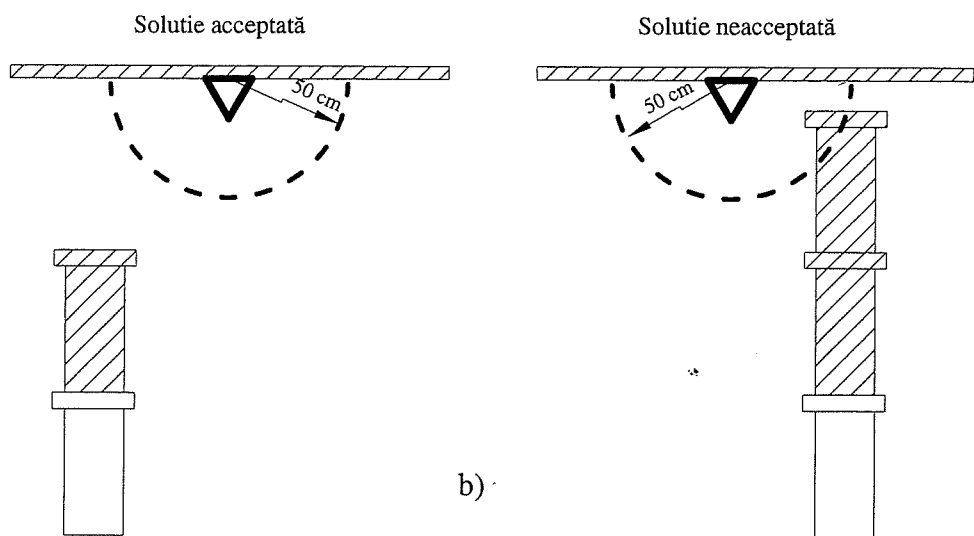 Solutie acceptată
Solutie neacceptată
50 cm
50 cm
b)